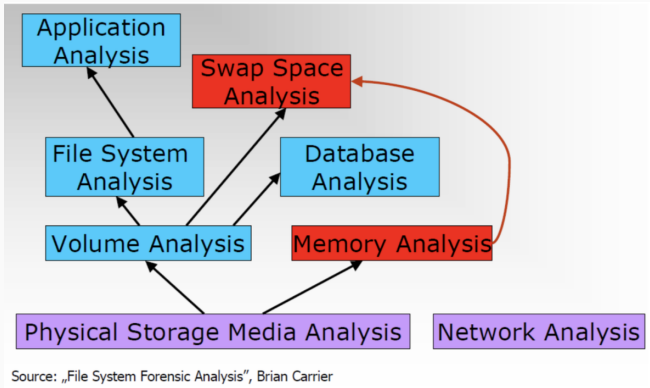 Application
Analysis
Swap Space
Analysis
File System
Analysis
Database
Analysis
Volume Analysis
Memory Analysis
Physical Storage Media Analysis
Network Analysis
Source: „File System Forensic Analysis”, Brian Carrier